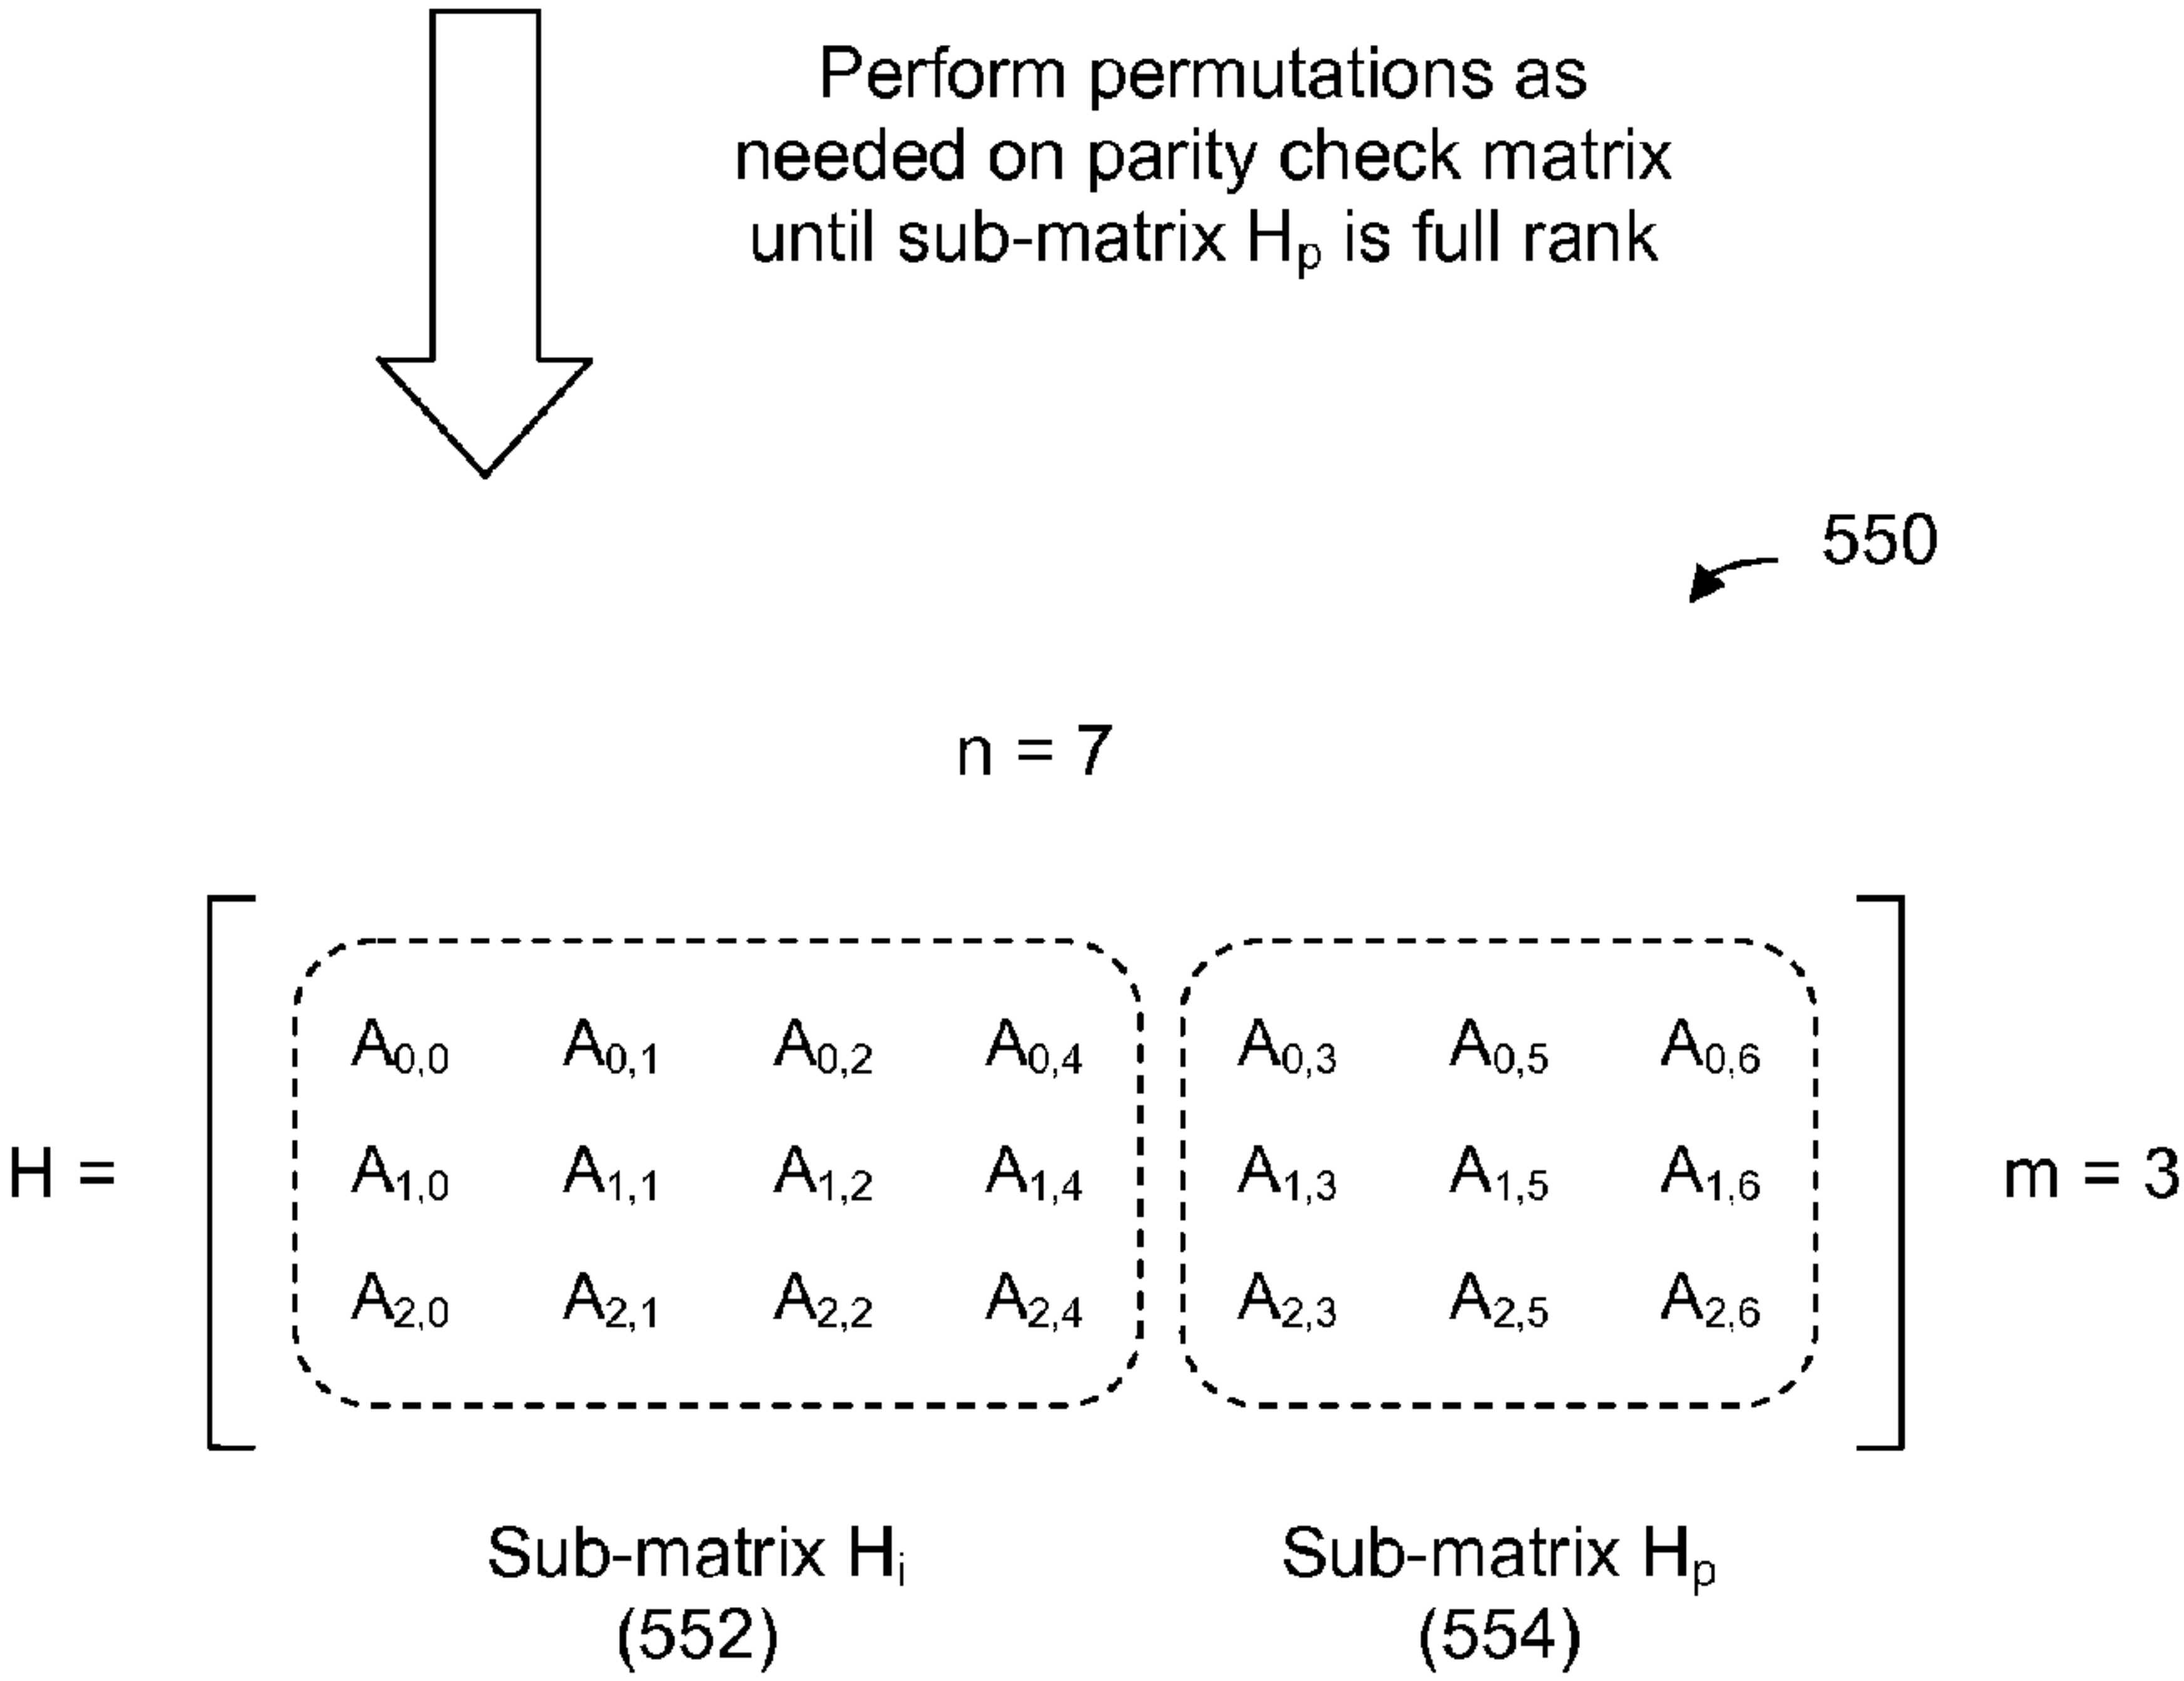 Perform permutations as
needed on parity check matrix
until sub-matrix Hp is full rank
550
n = 7
A0,0 A0,1 A0,2 A0,4 A0,3 A0,5 A0,6
H = A1,0 A1,1 A1,2 A1,4 A1,3 A1,5 A1,6 m = 3
A2,0 A2,1 A2,2 A2,4 A2,3 A2,5 A2,6
Sub-matrix Hi Sub-matrix Hp
(552) (554)